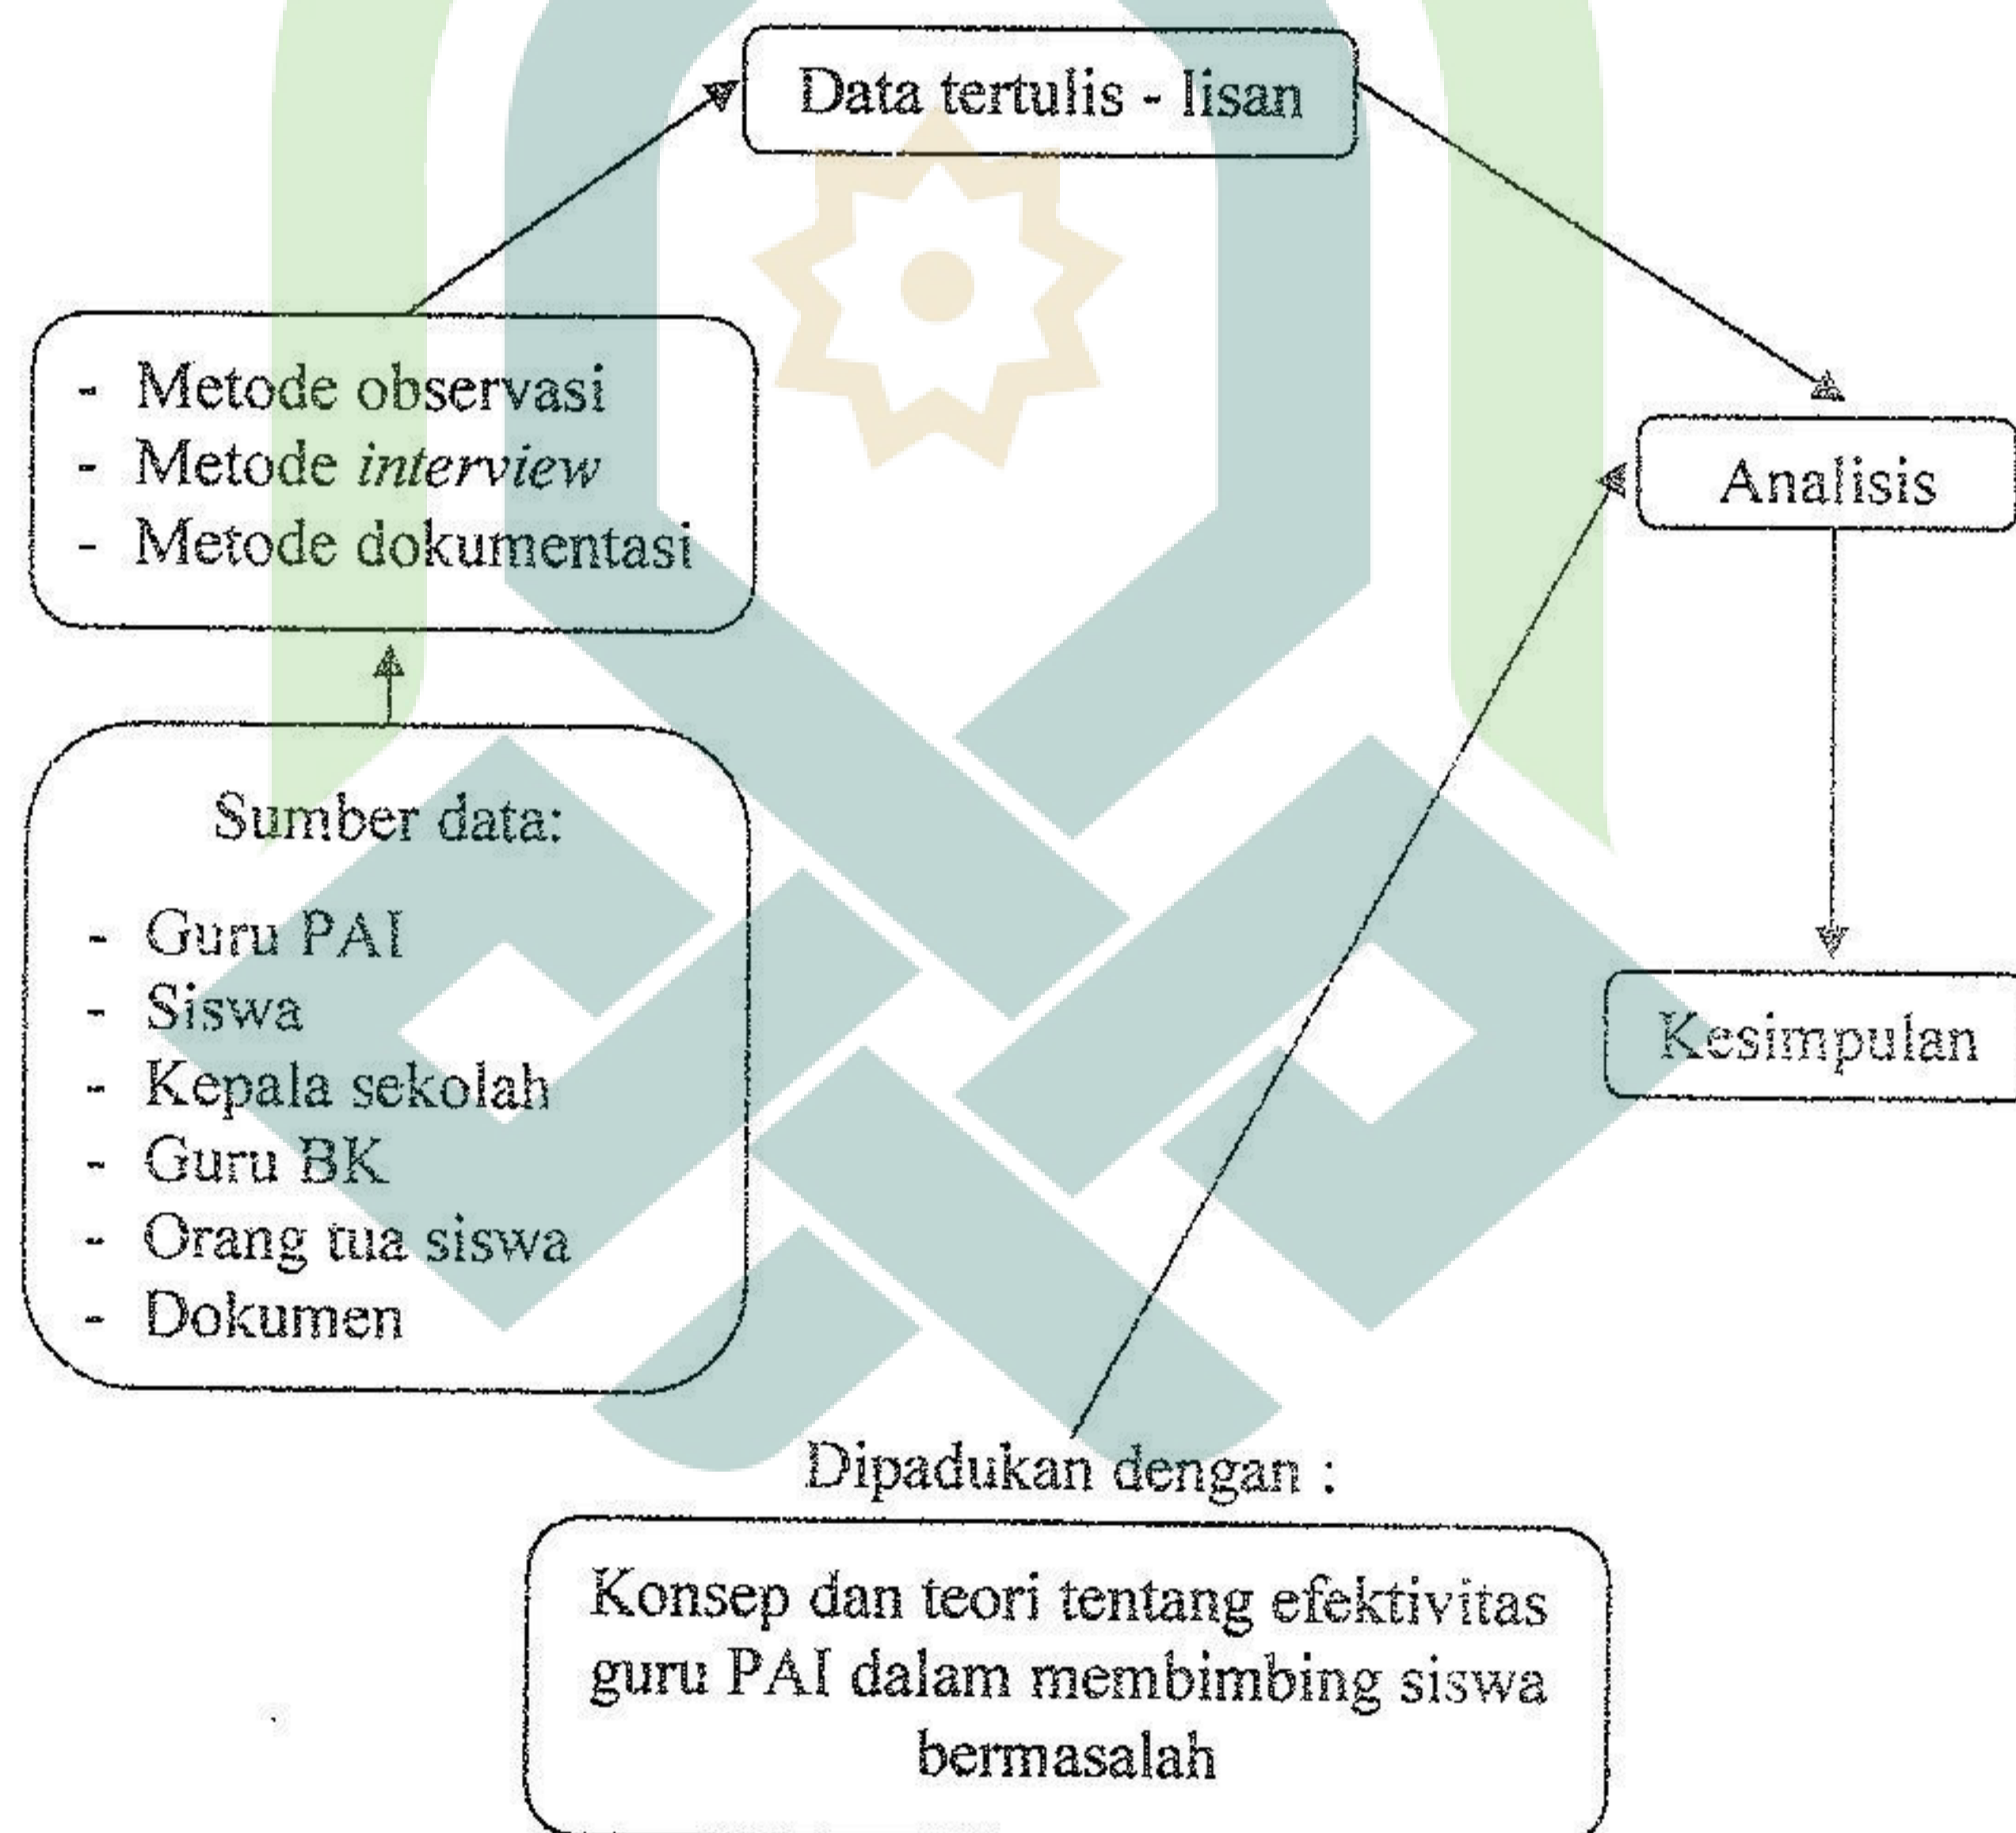 Data tertulis - lisan
- Metode observasi
- Metode interview
- Metode dokumentasi
Analisis
Sumber data:
- Guru PAI
- Siswa
- Kepala sekolah
- Guru BK
- Orang tua siswa
- Dokumen
Kesimpulan
Dipadukan dengan :
Konsep dan teori tentang efektivitas
guru PAI dalam membimbing siswa
bermasalah